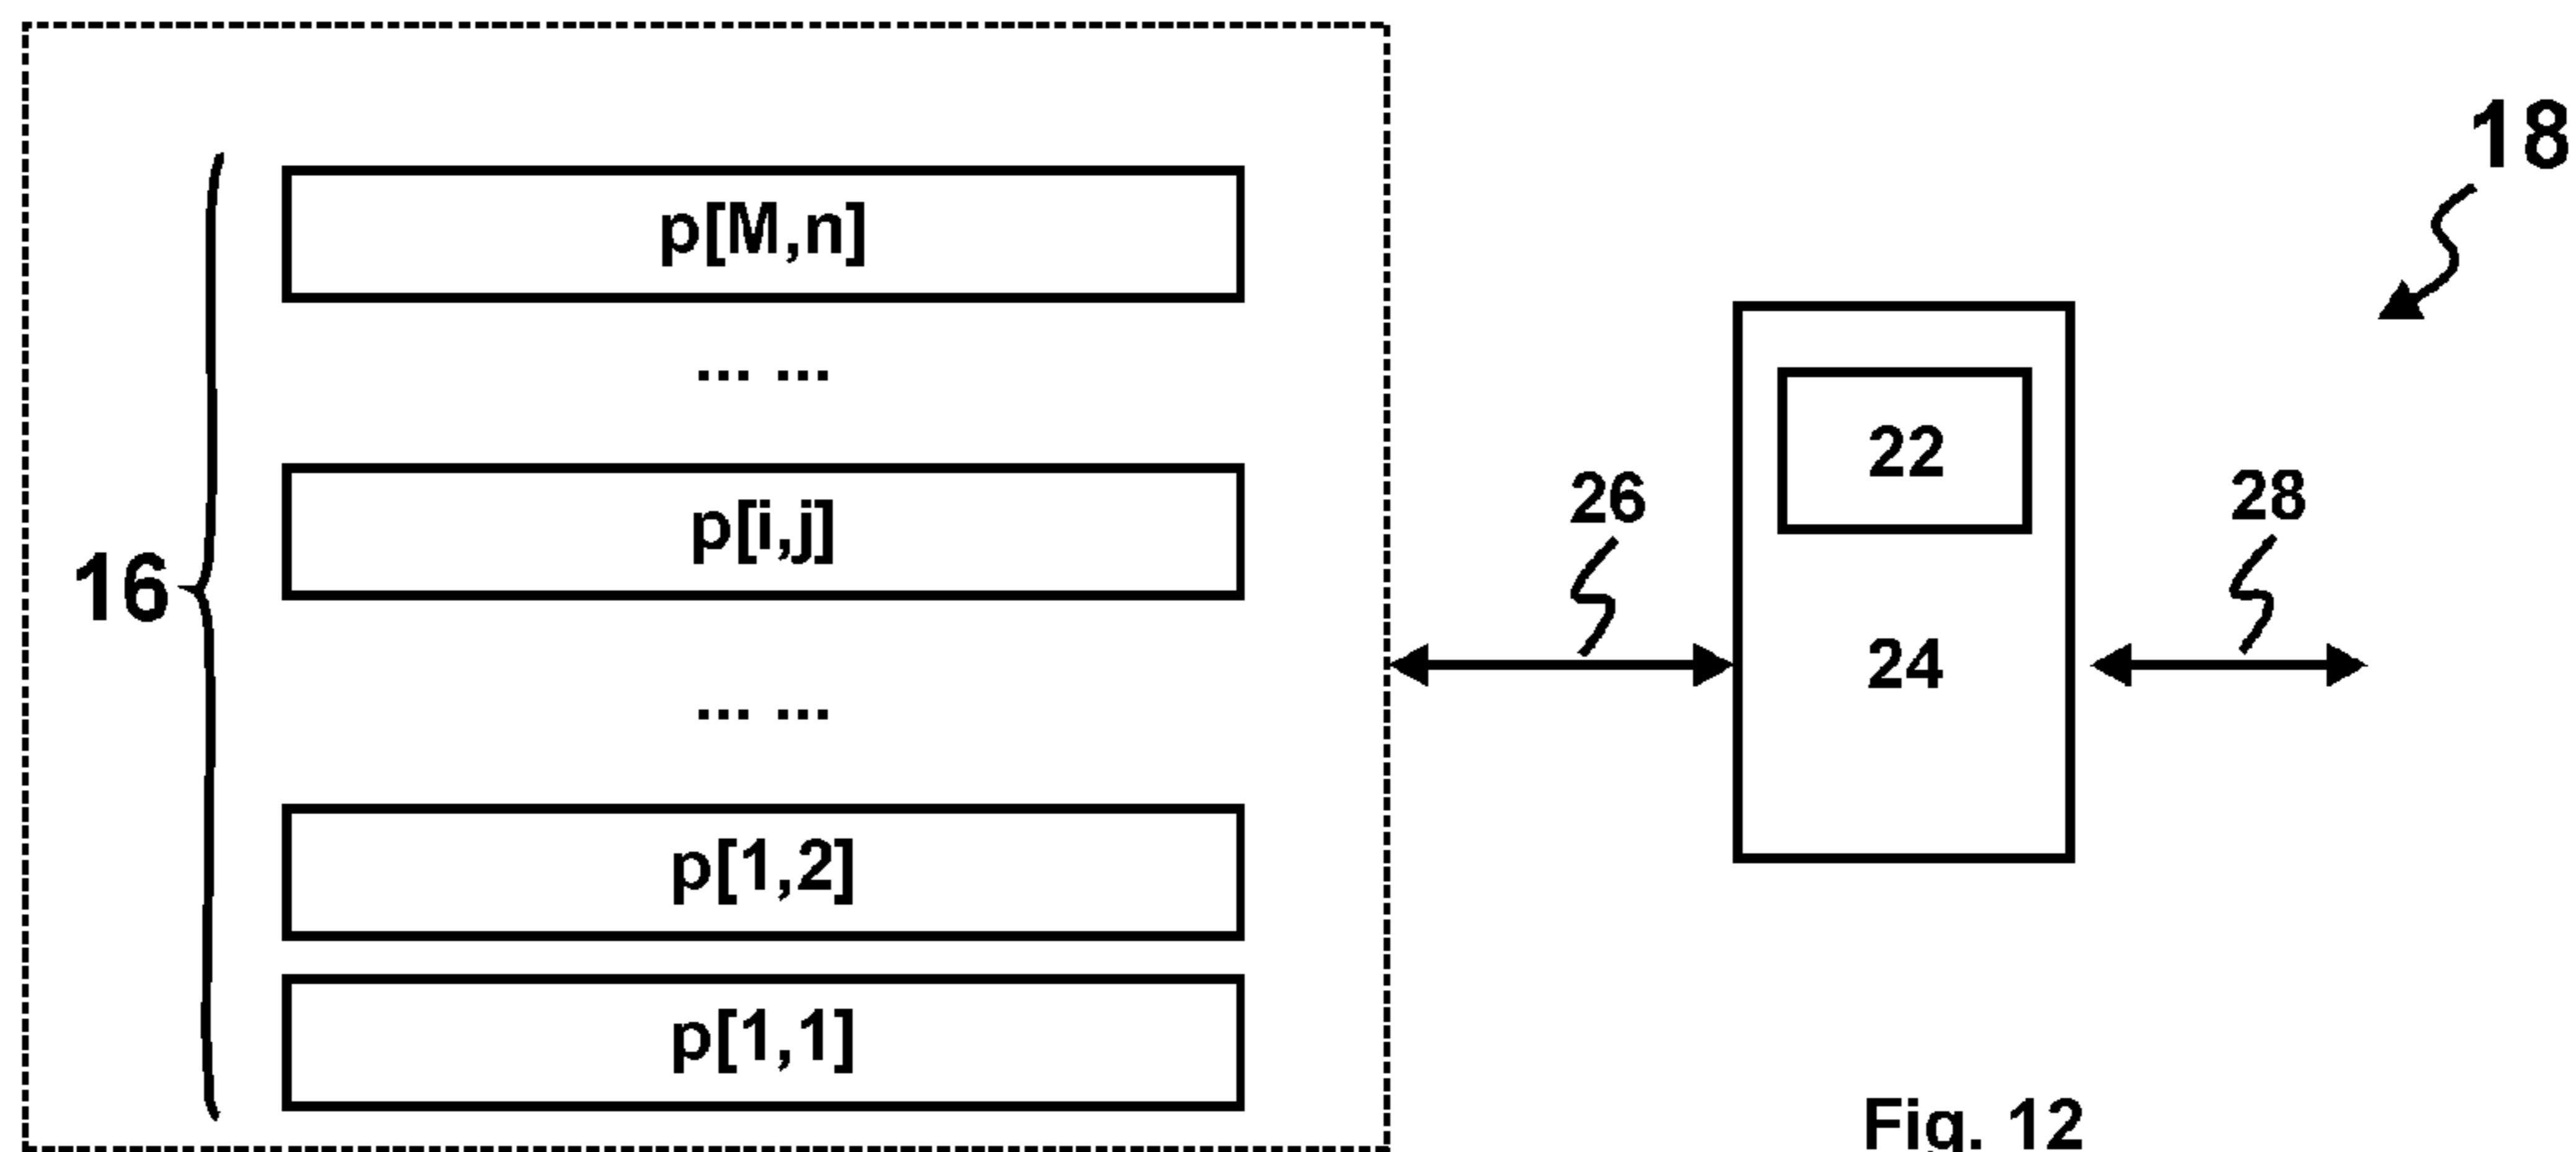 18
p[M,n]
... ...
22
p[i,j]
26
28
16
24
... ...
p[1,2]
p[1,1]
Fig. 12